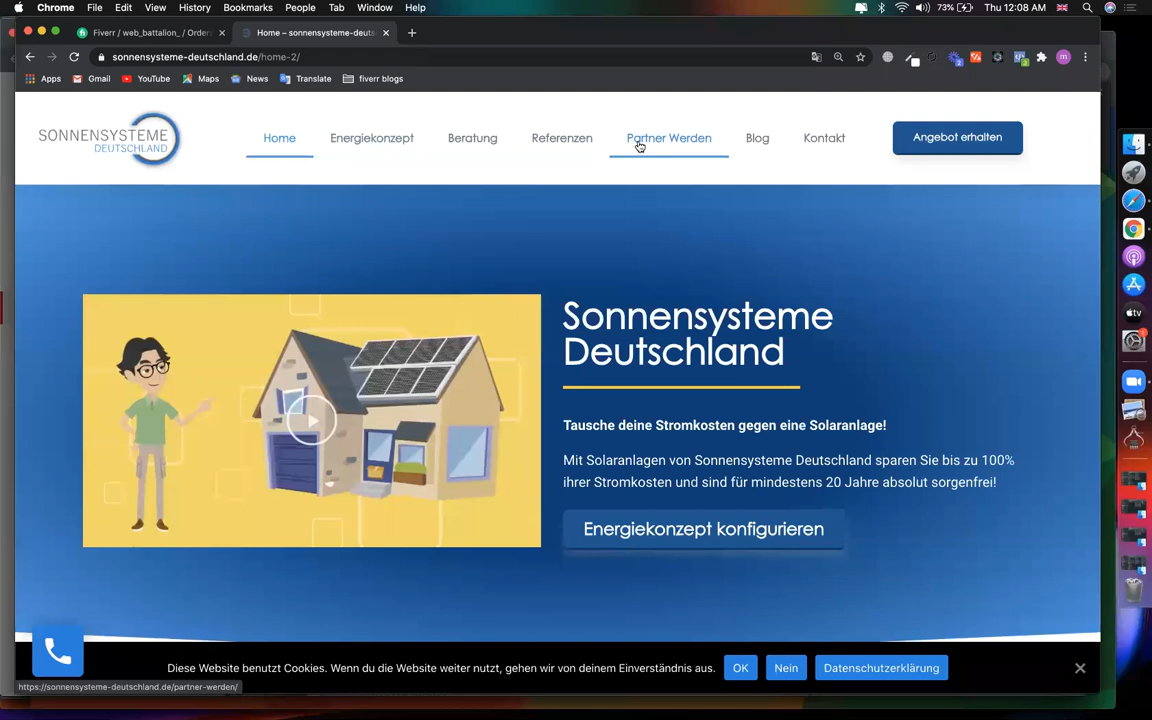 Chrome File Edit View History Bookmarks People Tab Window Help 73% Thu 12:08 AM
Fiverr / web_battalion_ / Order Home – sonnensysteme-deuts
sonnensysteme-deutschland.de/home-2/
Apps Gmail YouTube Maps News Translate fiverr blogs
SONNENSYSTEME
DEUTSCHLAND
Home Energiekonzept Beratung Referenzen Partner Werden Blog Kontakt Angebot erhalten
Sonnensysteme
Deutschland
Tausche deine Stromkosten gegen eine Solaranlage!
Mit Solaranlagen von Sonnensysteme Deutschland sparen Sie bis zu 100%
ihrer Stromkosten und sind für mindestens 20 Jahre absolut sorgenfrei!
Energiekonzept konfigurieren
Diese Website benutzt Cookies. Wenn du die Website weiter nutzt, gehen wir von deinem Einverständnis aus. OK Nein Datenschutzerklärung
https://sonnensysteme-deutschland.de/partner-werden/